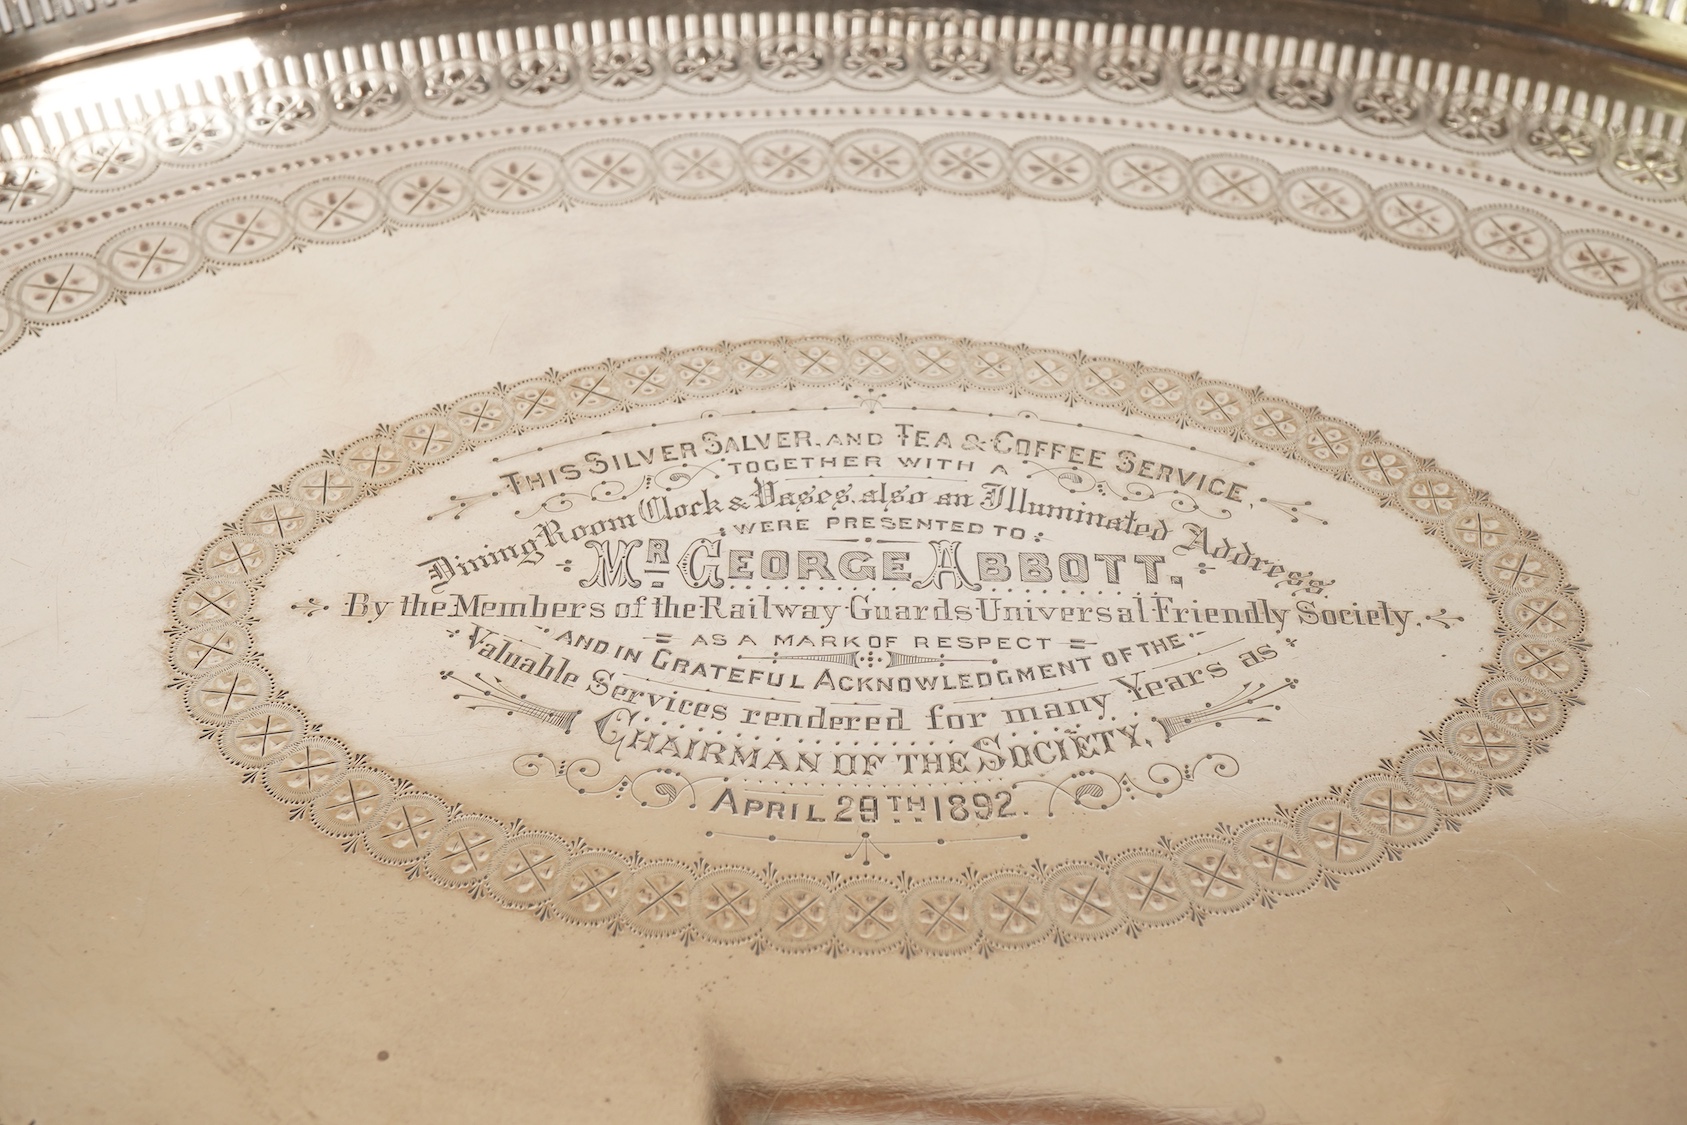 THIS SILVER SALVER, AND TEA & COFFEE SERVICE,
TOGETHER WITH A
Dining Room Clock & Vases, also an Illuminated Address
WERE PRESENTED TO
MR GEORGE ABBOTT,
By the Members of the Railway Guards Universal Friendly Society,
AS A MARK OF RESPECT
AND IN GRATEFUL ACKNOWLEDGMENT OF THE
Valuable Services rendered for many Years as
CHAIRMAN OF THE SOCIETY,
APRIL 29TH 1892.